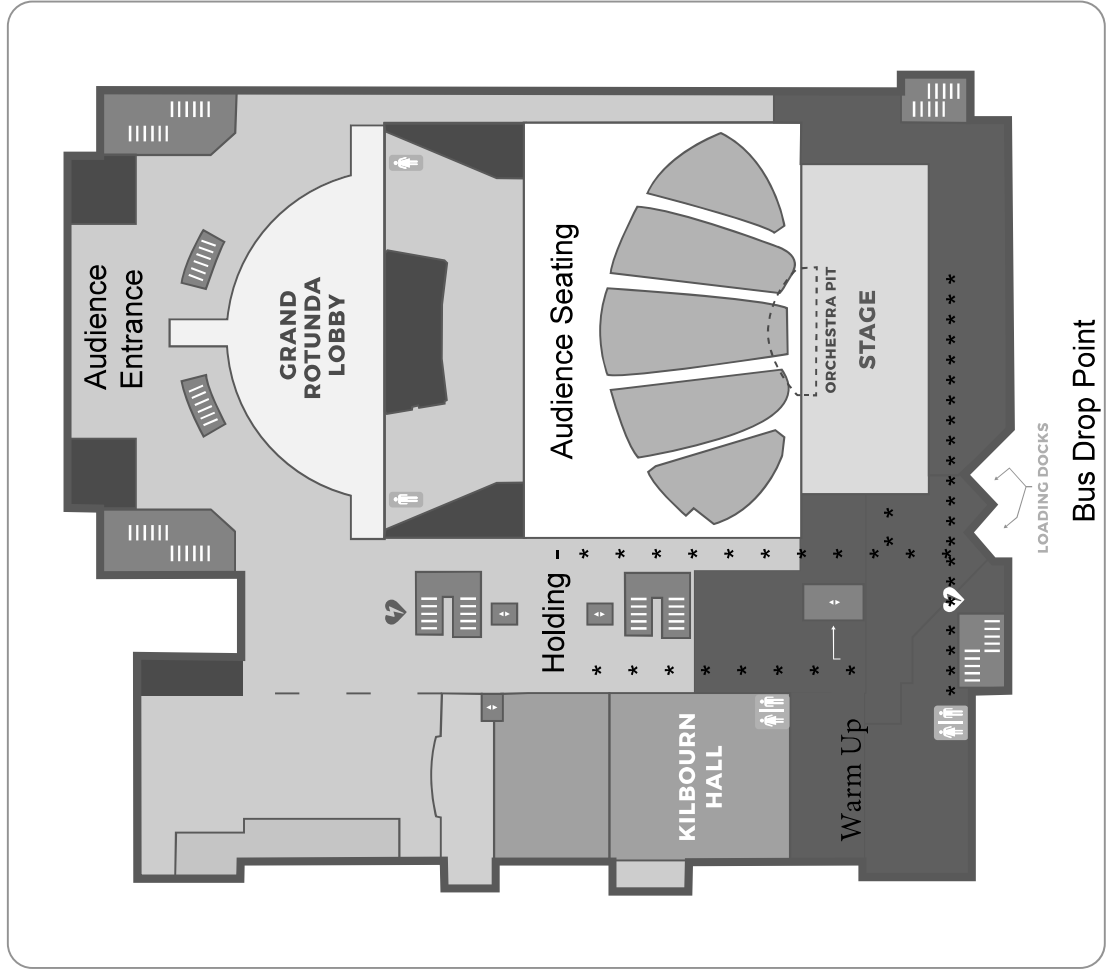 Audience
Entrance
GRAND
ROTUNDA
LOBBY
Audience Seating
ORCHESTRA PIT
STAGE
Holding -
* * * * * * * * * * *
* * * * * * * *
* *
* * * * * * * * * * * * * * *
KILBOURN
HALL
Warm Up
LOADING DOCKS
Bus Drop Point